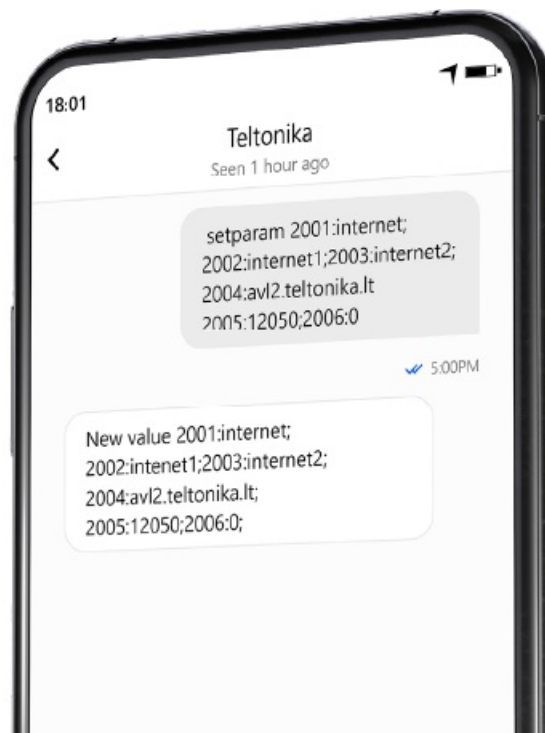 18:01
Teltonika
Seen 1 hour ago
setparam 2001:internet;
2002:internet1;2003:internet2;
2004:avl2.teltonika.lt
2005:12050;2006:0
5:00PM
New value 2001:internet;
2002:intenet1;2003:internet2;
2004:avl2.teltonika.lt;
2005:12050;2006:0;